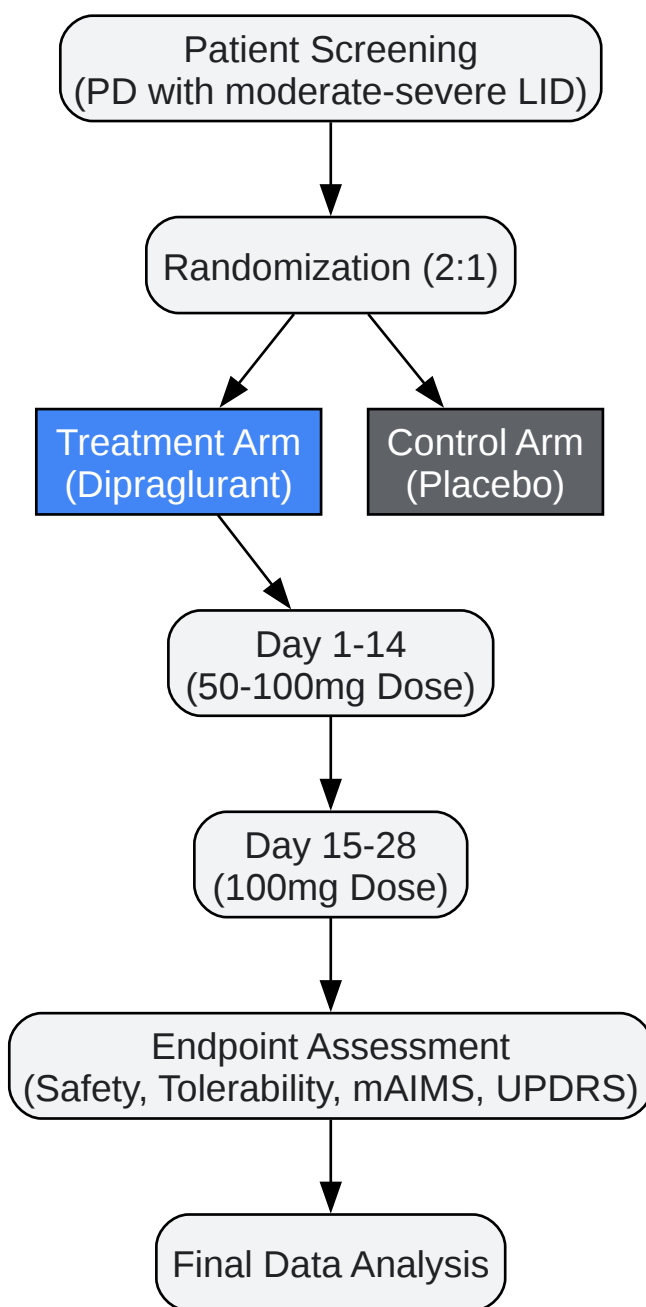 Patient Screening
(PD with moderate-severe LID)
Randomization (2:1)
Treatment Arm
(Dipraglurant)
Control Arm
(Placebo)
Day 1-14
(50-100mg Dose)
Day 15-28
(100mg Dose)
Endpoint Assessment
(Safety, Tolerability, mAIMS, UPDRS)
Final Data Analysis